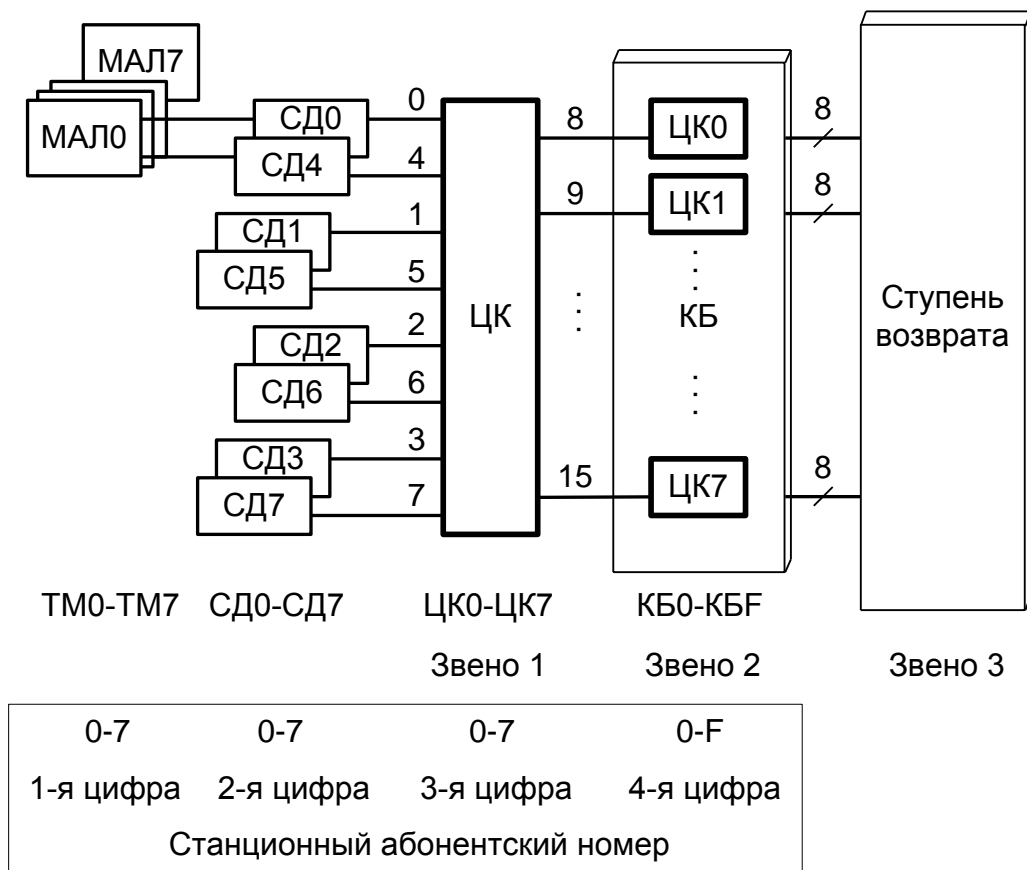 МАЛ7
МАЛ0
СД0
СД4
СД1
СД5
СД2
СД6
СД3
СД7
0
4
1
5
2
6
3
7
ЦК
8
9
15
ЦК0
ЦК1
КБ
ЦК7
8
8
8
Ступень
возврата
ТМ0-ТМ7 СД0-СД7 ЦК0-ЦК7 КБ0-КБF
Звено 1 Звено 2 Звено 3
0-7 0-7 0-7 0-F
1-я цифра 2-я цифра 3-я цифра 4-я цифра
Станционный абонентский номер